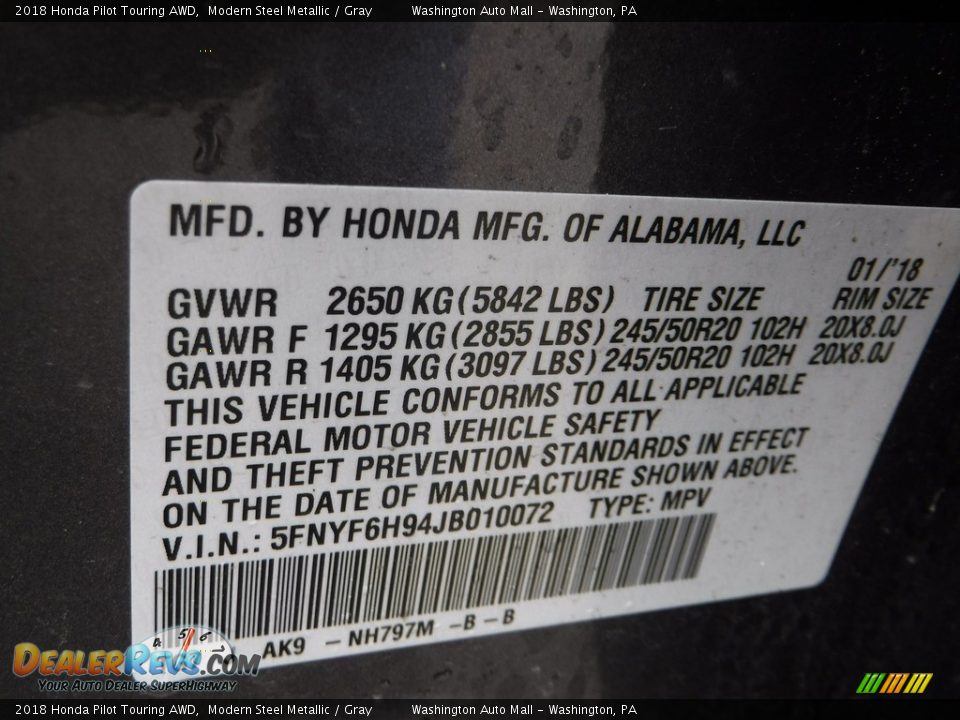 2018 Honda Pilot Touring AWD,  Modern Steel Metallic / Gray     Washington Auto Mall - Washington, PA
MFD. BY HONDA MFG. OF ALABAMA, LLC
01/'18
GVWR 2650 KG (5842 LBS) TIRE SIZE RIM SIZE
GAWR F 1295 KG (2855 LBS) 245/50R20 102H 20X8.0J
GAWR R 1405 KG (3097 LBS) 245/50R20 102H 20X8.0J
THIS VEHICLE CONFORMS TO ALL APPLICABLE
FEDERAL MOTOR VEHICLE SAFETY
AND THEFT PREVENTION STANDARDS IN EFFECT
ON THE DATE OF MANUFACTURE SHOWN ABOVE.
V.I.N.: 5FNYF6H94JB010072 TYPE: MPV
AK9 - NH797M - B - B
4 5 6
DEALERREVS.COM
YOUR AUTO DEALER SUPERHIGHWAY
2018 Honda Pilot Touring AWD,  Modern Steel Metallic / Gray     Washington Auto Mall - Washington, PA